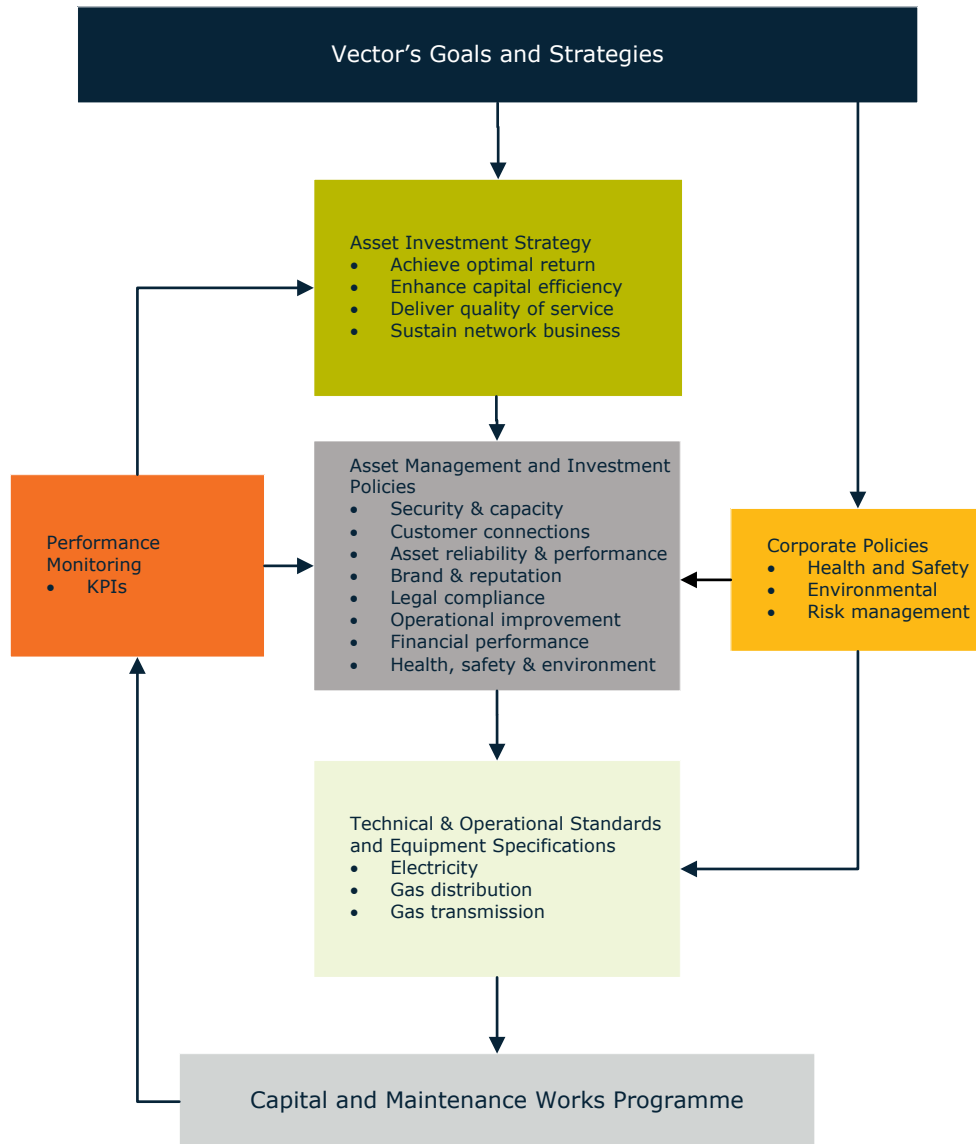 Vector’s Goals and Strategies
Asset Investment Strategy
• Achieve optimal return
• Enhance capital efficiency
• Deliver quality of service
• Sustain network business
Asset Management and Investment
Policies
• Security & capacity
• Customer connections
• Asset reliability & performance
• Brand & reputation
• Legal compliance
• Operational improvement
• Financial performance
• Health, safety & environment
Performance
Monitoring
• KPIs
Corporate Policies
• Health and Safety
• Environmental
• Risk management
Technical & Operational Standards
and Equipment Specifications
• Electricity
• Gas distribution
• Gas transmission
Capital and Maintenance Works Programme